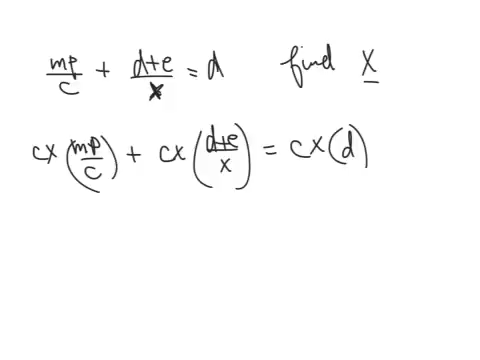 mp/c + d+e/x = d find x
cx(mp/c) + cx(d+e/x) = cx(d)